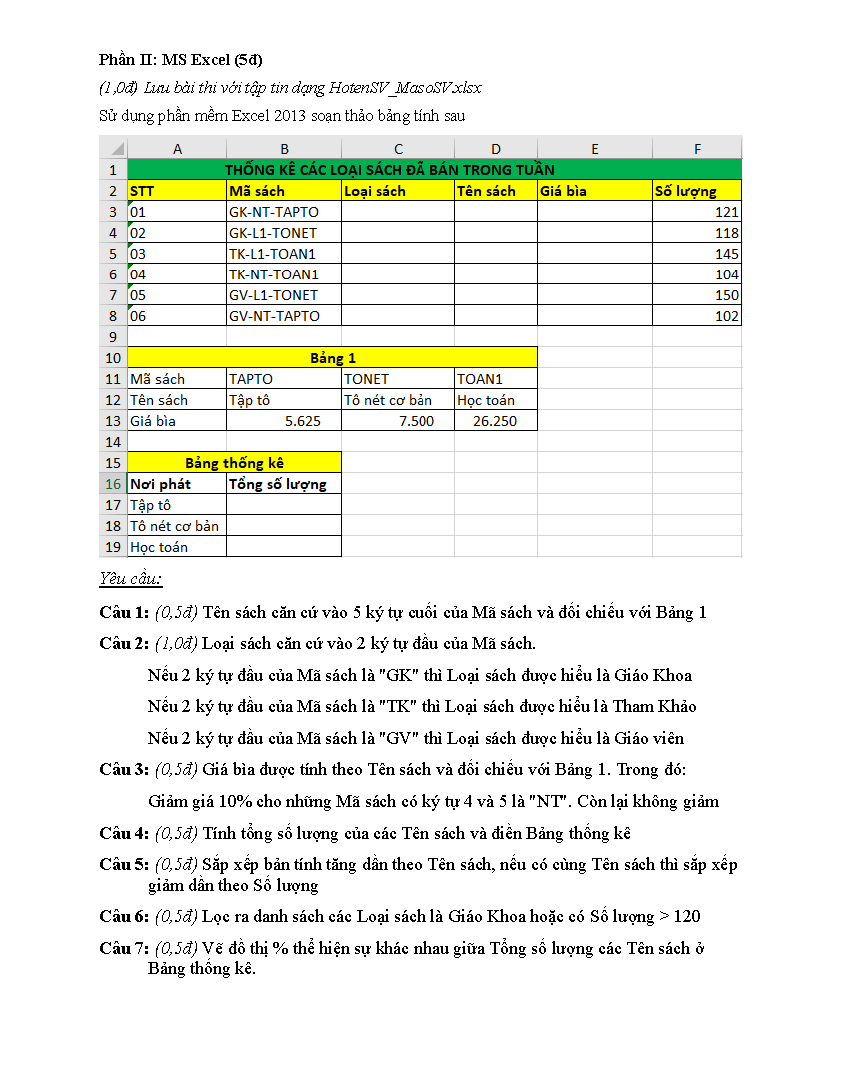 Phần II: MS Excel (5đ)
(1,0đ) Lưu bài thi với tập tin dạng HotenSV_MasoSV.xlsx
Sử dụng phần mềm Excel 2013 soạn thảo bảng tính sau
A B C D E F
1 THỐNG KÊ CÁC LOẠI SÁCH ĐÃ BÁN TRONG TUẦN
2 STT Mã sách Loại sách Tên sách Giá bìa Số lượng
3 01 GK-NT-TAPTO 121
4 02 GK-L1-TONET 118
5 03 TK-L1-TOAN1 145
6 04 TK-NT-TOAN1 104
7 05 GV-L1-TONET 150
8 06 GV-NT-TAPTO 102
9
10 Bảng 1
11 Mã sách TAPTO TONET TOAN1
12 Tên sách Tập tô Tô nét cơ bản Học toán
13 Giá bìa 5.625 7.500 26.250
14
15 Bảng thống kê
16 Nơi phát Tổng số lượng
17 Tập tô
18 Tô nét cơ bản
19 Học toán
Yêu cầu:
Câu 1: (0,5đ) Tên sách căn cứ vào 5 ký tự cuối của Mã sách và đối chiếu với Bảng 1
Câu 2: (1,0đ) Loại sách căn cứ vào 2 ký tự đầu của Mã sách.
Nếu 2 ký tự đầu của Mã sách là "GK" thì Loại sách được hiểu là Giáo Khoa
Nếu 2 ký tự đầu của Mã sách là "TK" thì Loại sách được hiểu là Tham Khảo
Nếu 2 ký tự đầu của Mã sách là "GV" thì Loại sách được hiểu là Giáo viên
Câu 3: (0,5đ) Giá bìa được tính theo Tên sách và đối chiếu với Bảng 1. Trong đó:
Giảm giá 10% cho những Mã sách có ký tự 4 và 5 là "NT". Còn lại không giảm
Câu 4: (0,5đ) Tính tổng số lượng của các Tên sách và điền Bảng thống kê
Câu 5: (0,5đ) Sắp xếp bản tính tăng dần theo Tên sách, nếu có cùng Tên sách thì sắp xếp
giảm dần theo Số lượng
Câu 6: (0,5đ) Lọc ra danh sách các Loại sách là Giáo Khoa hoặc có Số lượng > 120
Câu 7: (0,5đ) Vẽ đồ thị % thể hiện sự khác nhau giữa Tổng số lượng các Tên sách ở
Bảng thống kê.